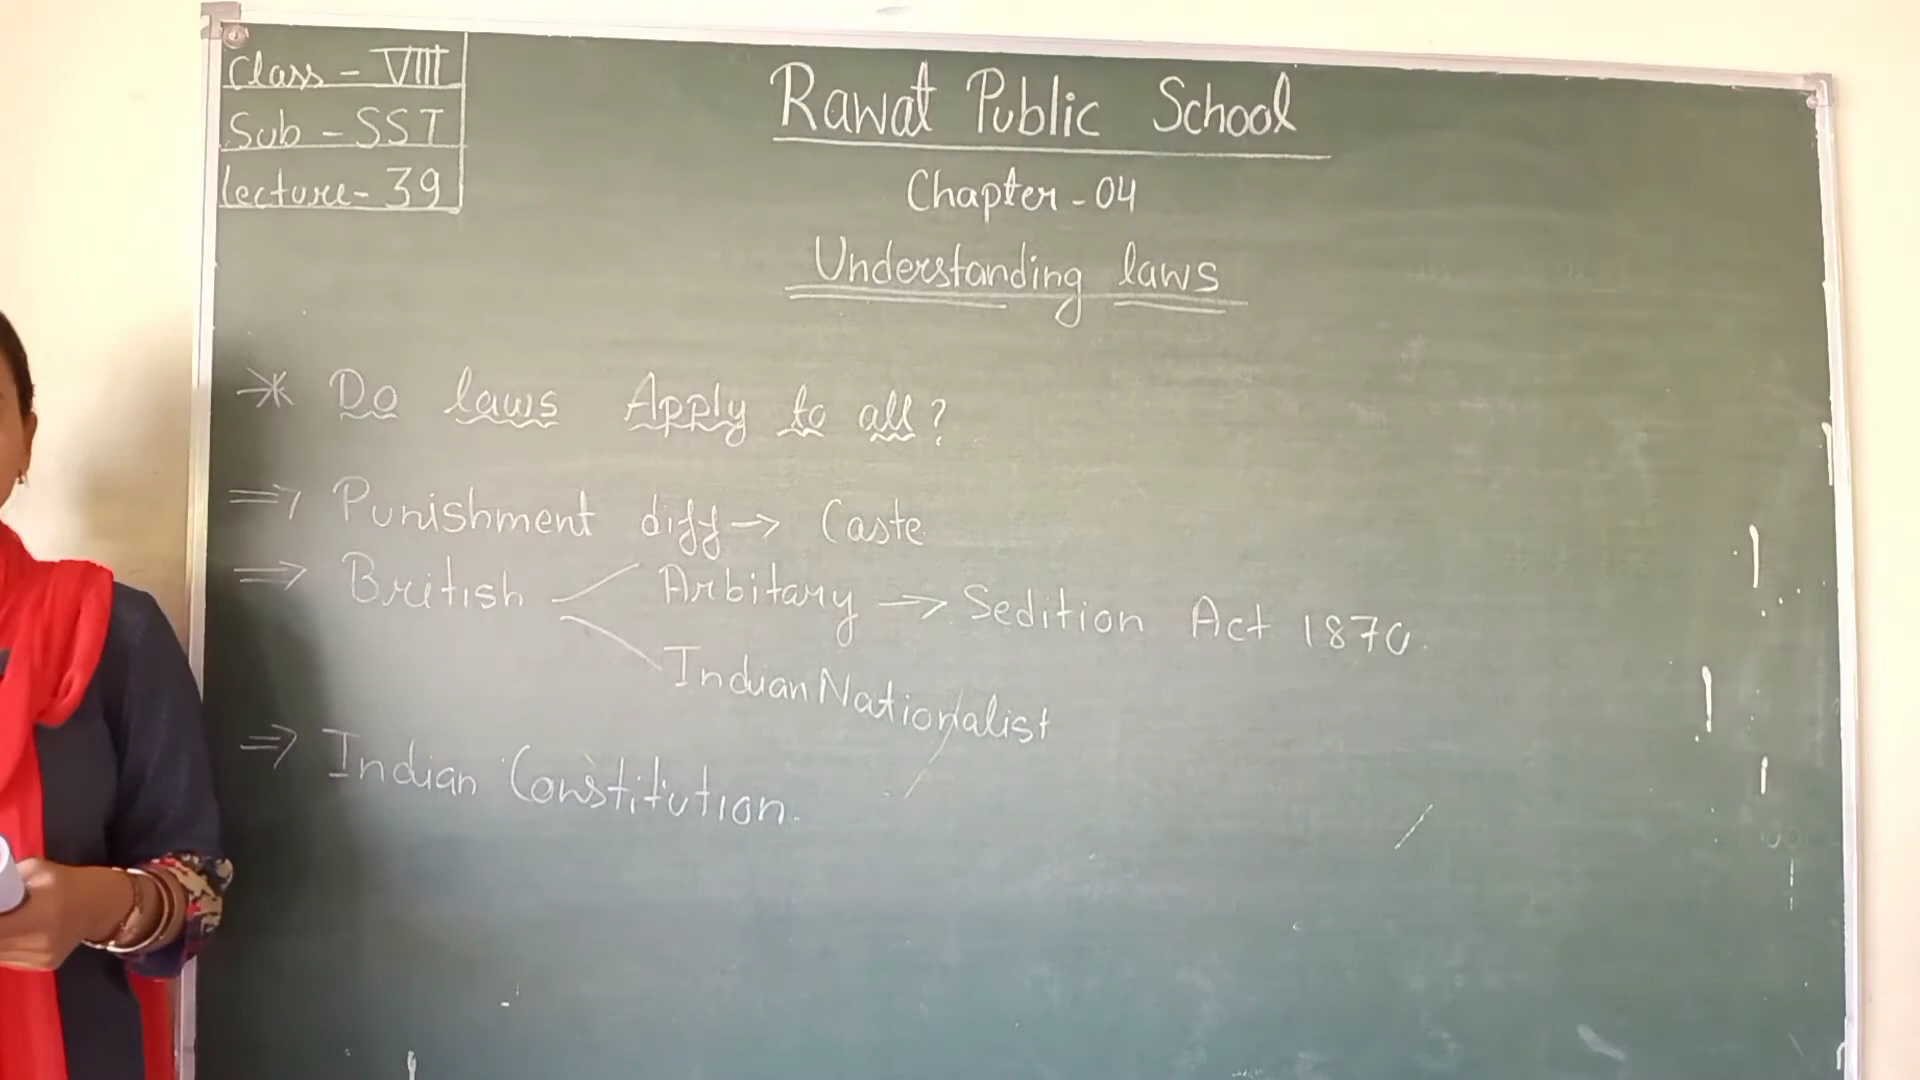 Class - VIII
Sub - SST
lecture - 39
Rawat Public School
Chapter - 04
Understanding laws
* Do laws Apply to all?
⇒ Punishment diff → Caste
⇒ British Arbitary → Sedition Act 1870.
Indian Nationalist
⇒ Indian Constitution.